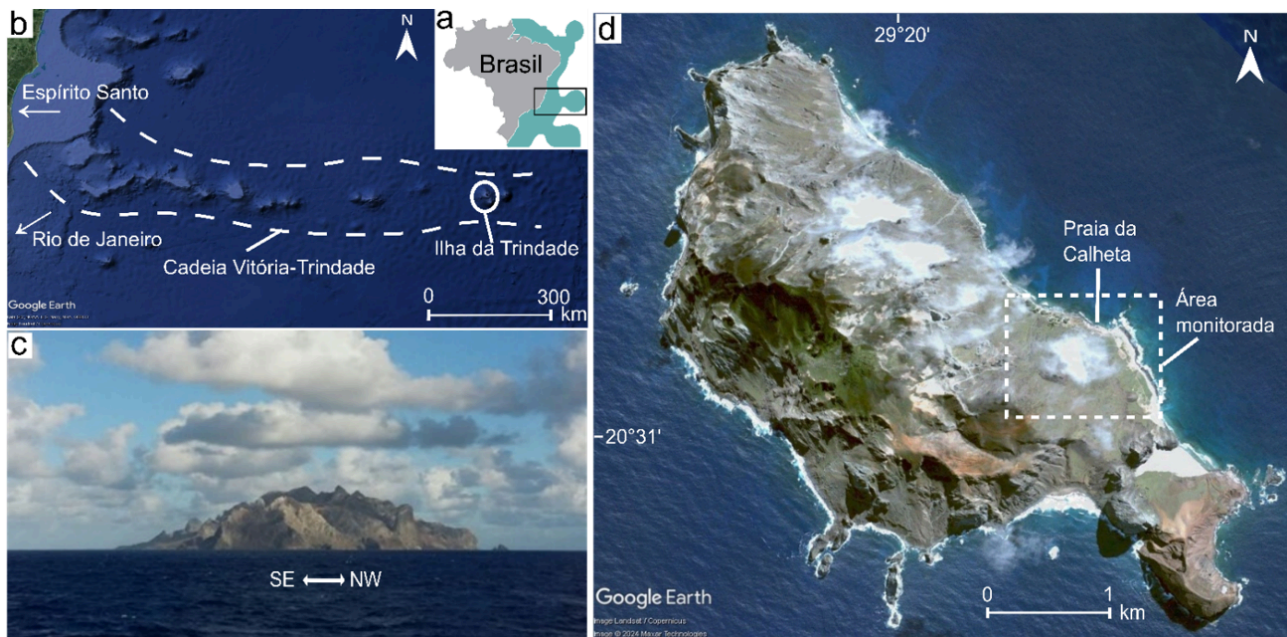 b
N
a
Brasil
Espírito Santo
Rio de Janeiro
Cadeia Vitória-Trindade
Ilha da Trindade
Google Earth
0 300
km
c
SE NW
d
29°20'
N
Praia da
Calheta
Área
monitorada
20°31'
0 1
km
Google Earth
Image Landset / Copernicus
Image © 2024 Maxar Technologies